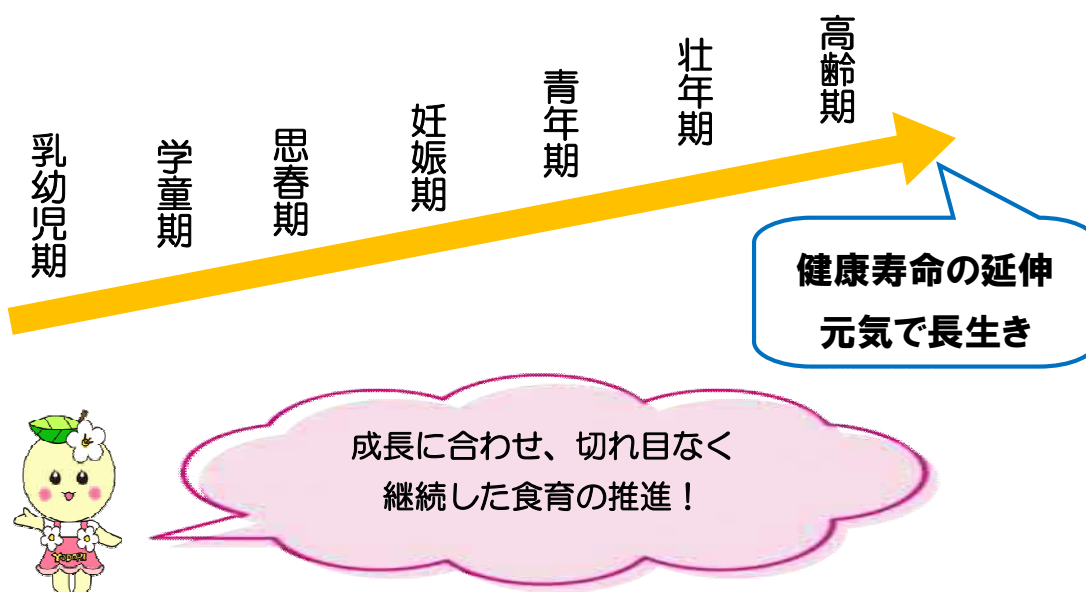 乳幼児期
学童期
思春期
妊娠期
青年期
壮年期
高齢期
健康寿命の延伸
元気で長生き
成長に合わせ、切れ目なく
継続した食育の推進！